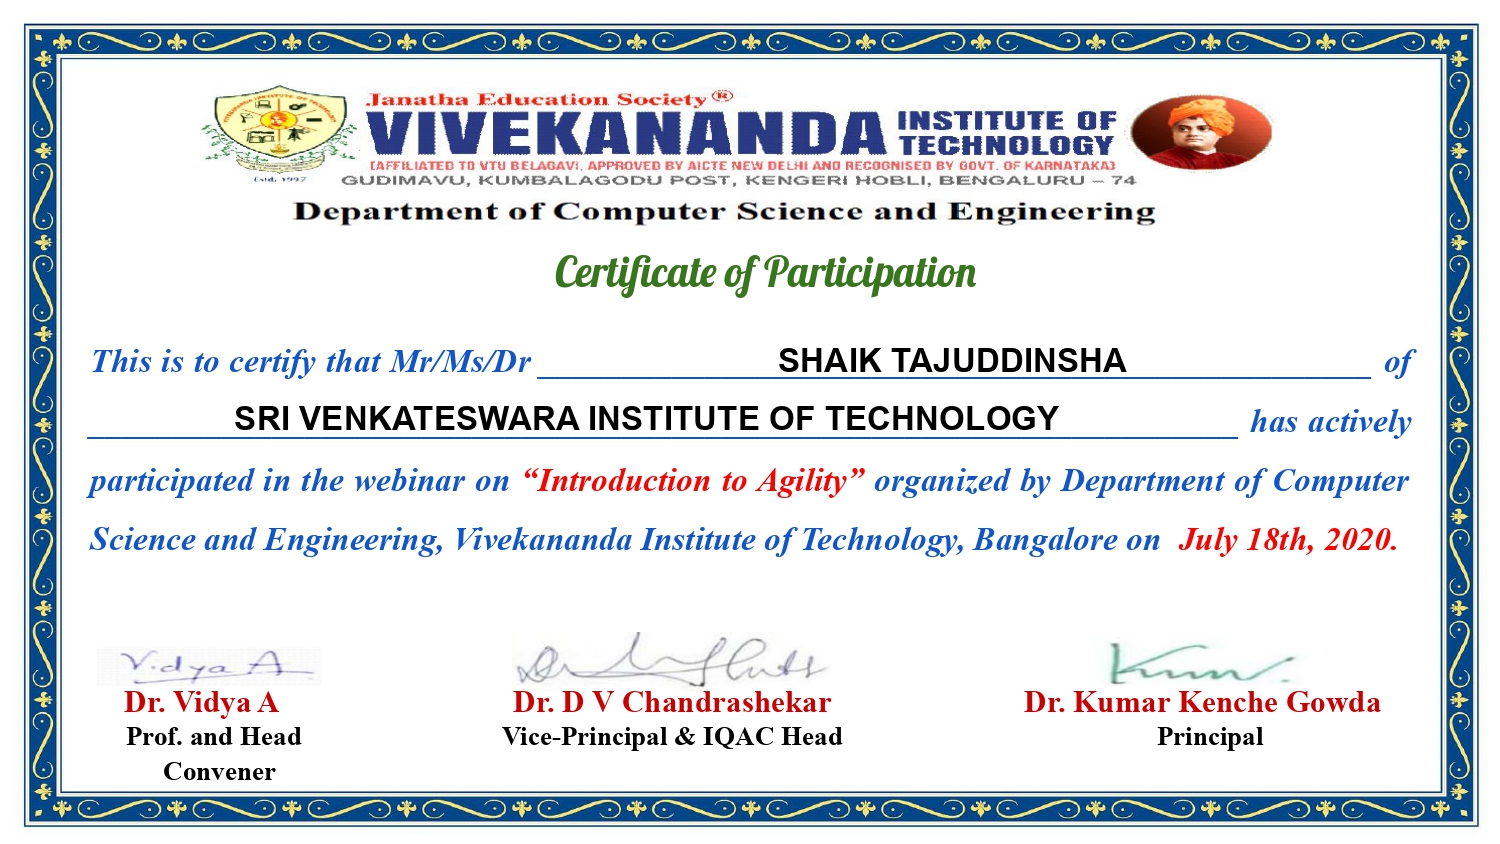 Janatha Education Society®
VIVEKANANDA INSTITUTE OF TECHNOLOGY
(AFFILIATED TO VTU BELAGAVI, APPROVED BY AICTE NEW DELHI AND RECOGNISED BY GOVT. OF KARNATAKA)
Estd. 1997
GUDIMAVU, KUMBALAGODU POST, KENGERI HOBLI, BENGALURU – 74
Department of Computer Science and Engineering
Certificate of Participation
This is to certify that Mr/Ms/Dr SHAIK TAJUDDINSHA of
SRI VENKATESWARA INSTITUTE OF TECHNOLOGY has actively
participated in the webinar on “Introduction to Agility” organized by Department of Computer
Science and Engineering, Vivekananda Institute of Technology, Bangalore on July 18th, 2020.
Vidya A
Dr. Vidya A Dr. D V Chandrashekar Dr. Kumar Kenche Gowda
Prof. and Head Vice-Principal & IQAC Head Principal
Convener